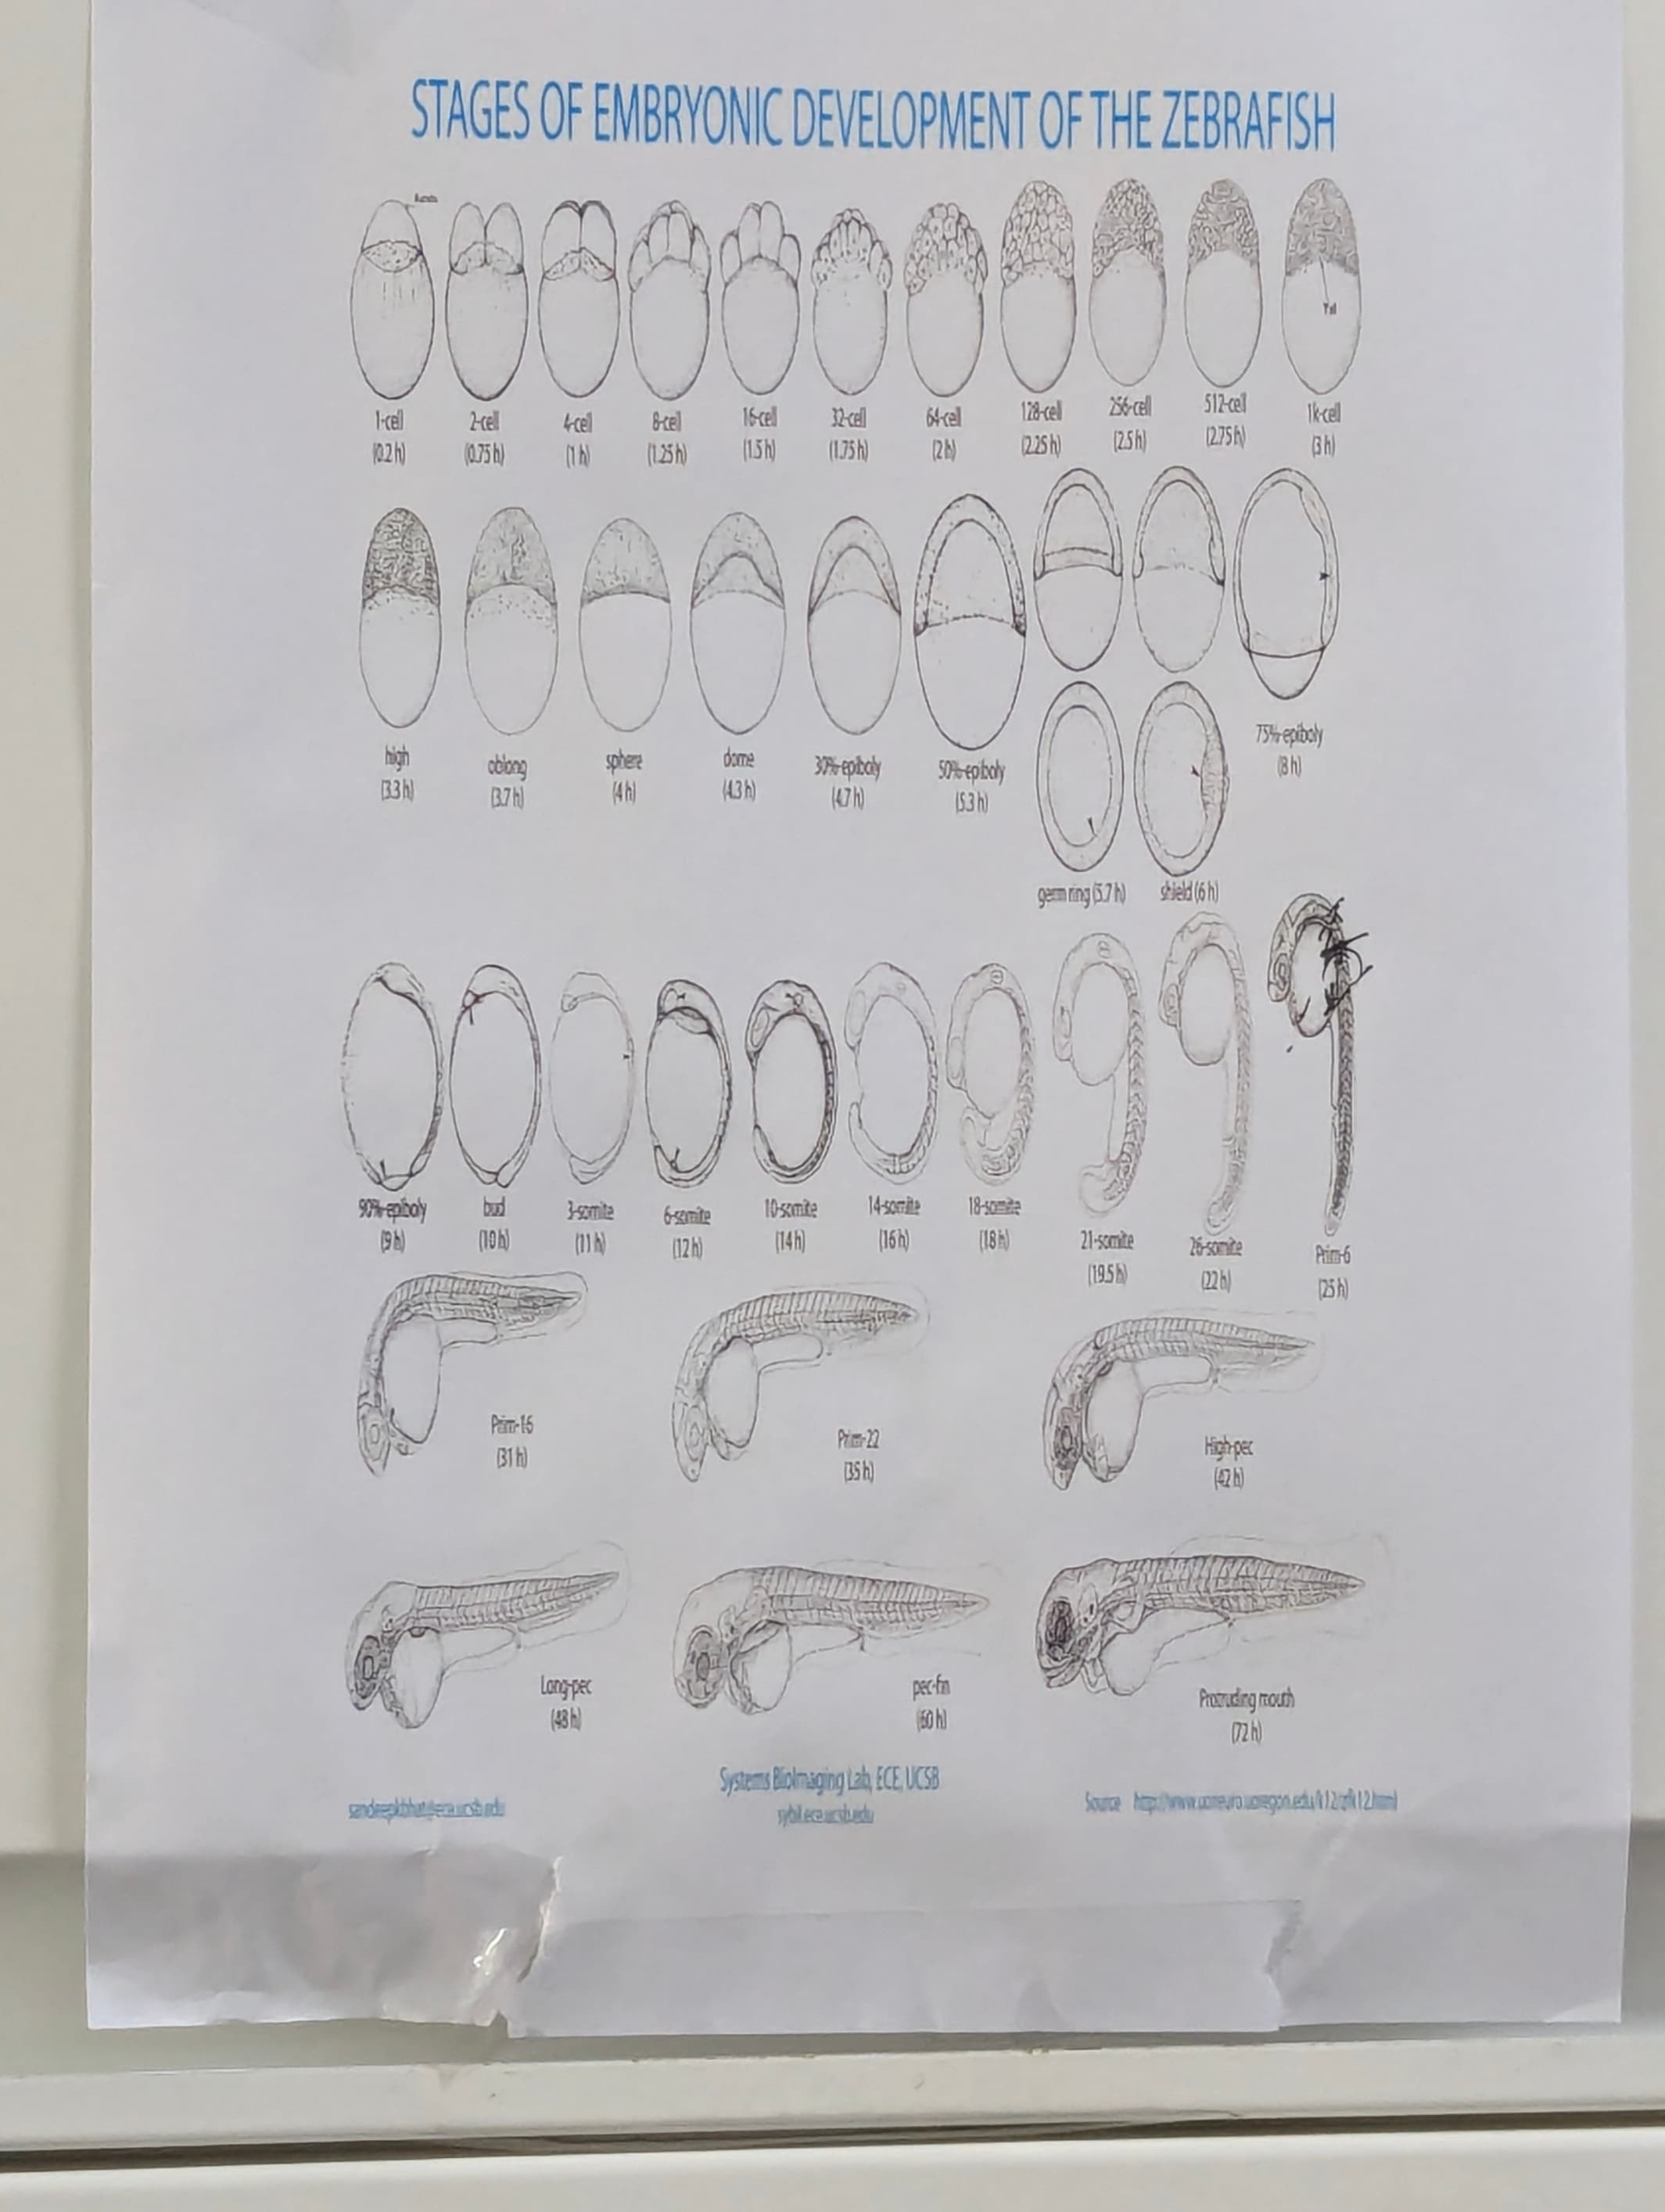 STAGES OF EMBRYONIC DEVELOPMENT OF THE ZEBRAFISH
1-cell 2-cell 4-cell 8-cell 16-cell 32-cell 64-cell 128-cell 256-cell 512-cell 1k-cell
(0.2 h) (0.75 h) (1 h) (1.25 h) (1.5 h) (1.75 h) (2 h) (2.25 h) (2.5 h) (2.75 h) (3 h)
high oblong sphere dome 30%-epiboly 50%-epiboly 75%-epiboly
(3.3 h) (3.7 h) (4 h) (4.3 h) (4.7 h) (5.3 h) (8 h)
germ ring (5.7 h) shield (6 h)
90%-epiboly bud 3-somite 6-somite 10-somite 14-somite 18-somite 21-somite 26-somite Prim-6
(9 h) (10 h) (11 h) (12 h) (14 h) (16 h) (18 h) (19.5 h) (22 h) (25 h)
Prim-16 Prim-22 High-pec
(31 h) (35 h) (42 h)
Long-pec pec-fin Protruding mouth
(48 h) (60 h) (72 h)
Systems BioImaging Lab, ECE, UCSB
sandeepkbhat@ece.ucsb.edu sybil.ece.ucsb.edu Source http://www.uoneuro.uoregon.edu/k12/zfk12.html